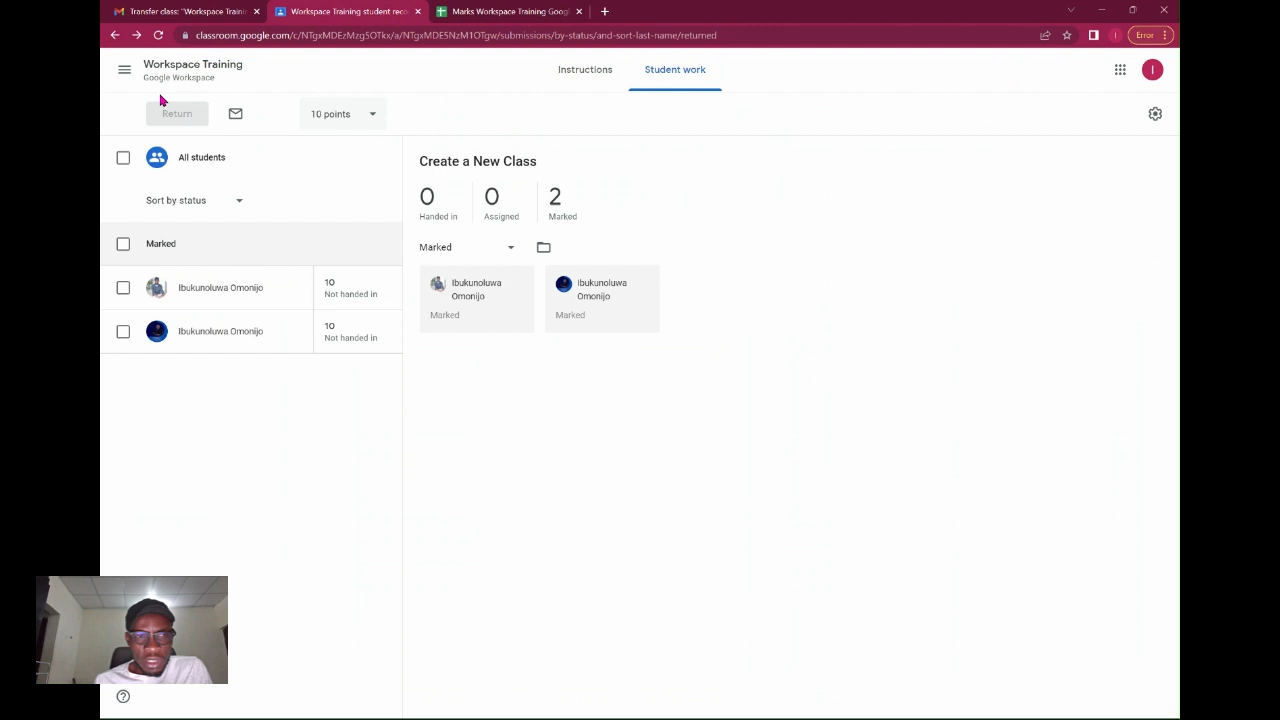 Transfer class: "Workspace Trainin
Workspace Training student reco
Marks Workspace Training Googl
classroom.google.com/c/NTgxMDEzMzg5OTkx/a/NTgxMDE5NzM1OTgw/submissions/by-status/and-sort-last-name/returned
Error
Workspace Training
Google Workspace
Instructions
Student work
I
Return
10 points
All students
Sort by status
Marked
Ibukunoluwa Omonijo
10
Not handed in
Ibukunoluwa Omonijo
10
Not handed in
Create a New Class
0
Handed in
0
Assigned
2
Marked
Marked
Ibukunoluwa
Omonijo
Marked
Ibukunoluwa
Omonijo
Marked